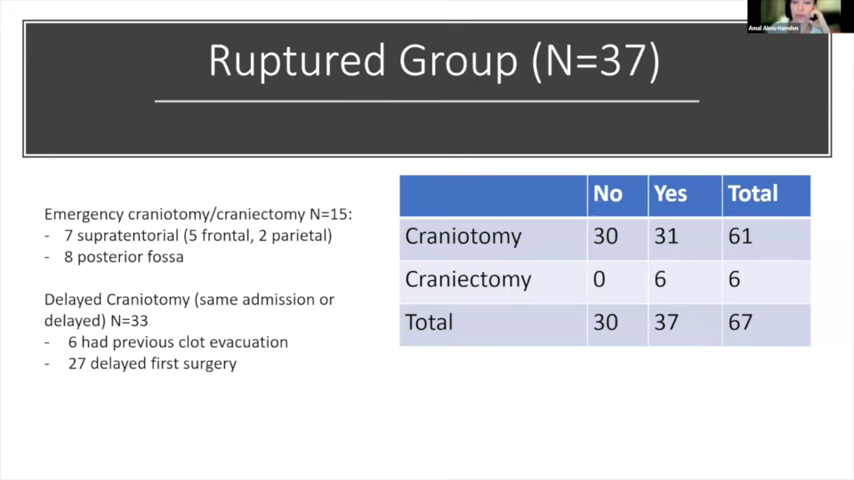 Amal Abou-Hamden
Ruptured Group (N=37)
Emergency craniotomy/craniectomy N=15:
- 7 supratentorial (5 frontal, 2 parietal)
- 8 posterior fossa
Delayed Craniotomy (same admission or
delayed) N=33
- 6 had previous clot evacuation
- 27 delayed first surgery
No Yes Total
Craniotomy 30 31 61
Craniectomy 0 6 6
Total 30 37 67